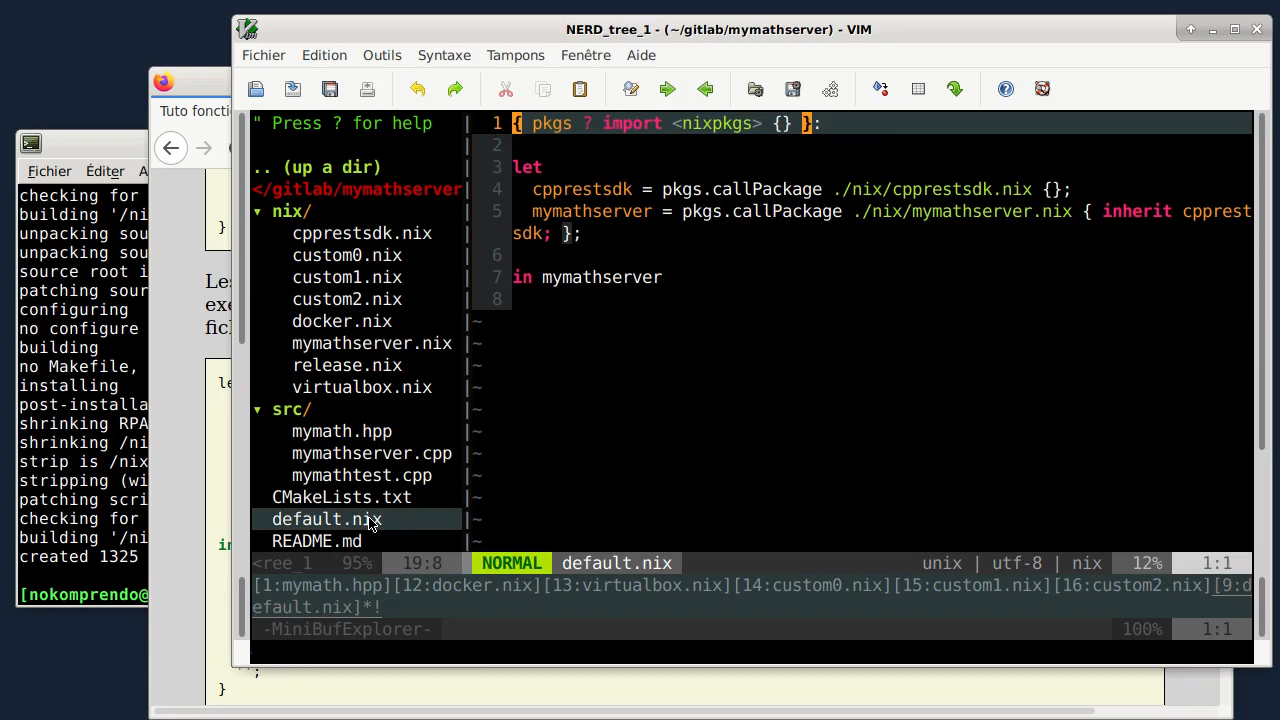 NERD_tree_1 - (~/gitlab/mymathserver) - VIM
Fichier Edition Outils Syntaxe Tampons Fenêtre Aide
" Press ? for help
.. (up a dir)
</gitlab/mymathserver
▾ nix/
cpprestsdk.nix
custom0.nix
custom1.nix
custom2.nix
docker.nix
mymathserver.nix
release.nix
virtualbox.nix
▾ src/
mymath.hpp
mymathserver.cpp
mymathtest.cpp
CMakeLists.txt
default.nix
README.md
<ree_1 95% 19:8
1 { pkgs ? import <nixpkgs> {} }:
2
3 let
4 cpprestsdk = pkgs.callPackage ./nix/cpprestsdk.nix {};
5 mymathserver = pkgs.callPackage ./nix/mymathserver.nix { inherit cpprest
sdk; };
6
7 in mymathserver
8
NORMAL default.nix unix | utf-8 | nix 12% 1:1
[1:mymath.hpp][12:docker.nix][13:virtualbox.nix][14:custom0.nix][15:custom1.nix][16:custom2.nix][9:d
efault.nix]*!
-MiniBufExplorer- 100% 1:1
Tuto foncti
}
Les
le
in
'';
}
Fichier Éditer A
checking for
building '/ni
unpacking sou
unpacking sou
source root i
patching sour
configuring
no configure
building
no Makefile,
installing
post-installa
shrinking RPA
shrinking /ni
strip is /nix
stripping (wi
patching scri
checking for
building '/ni
created 1325
[nokomprendo@